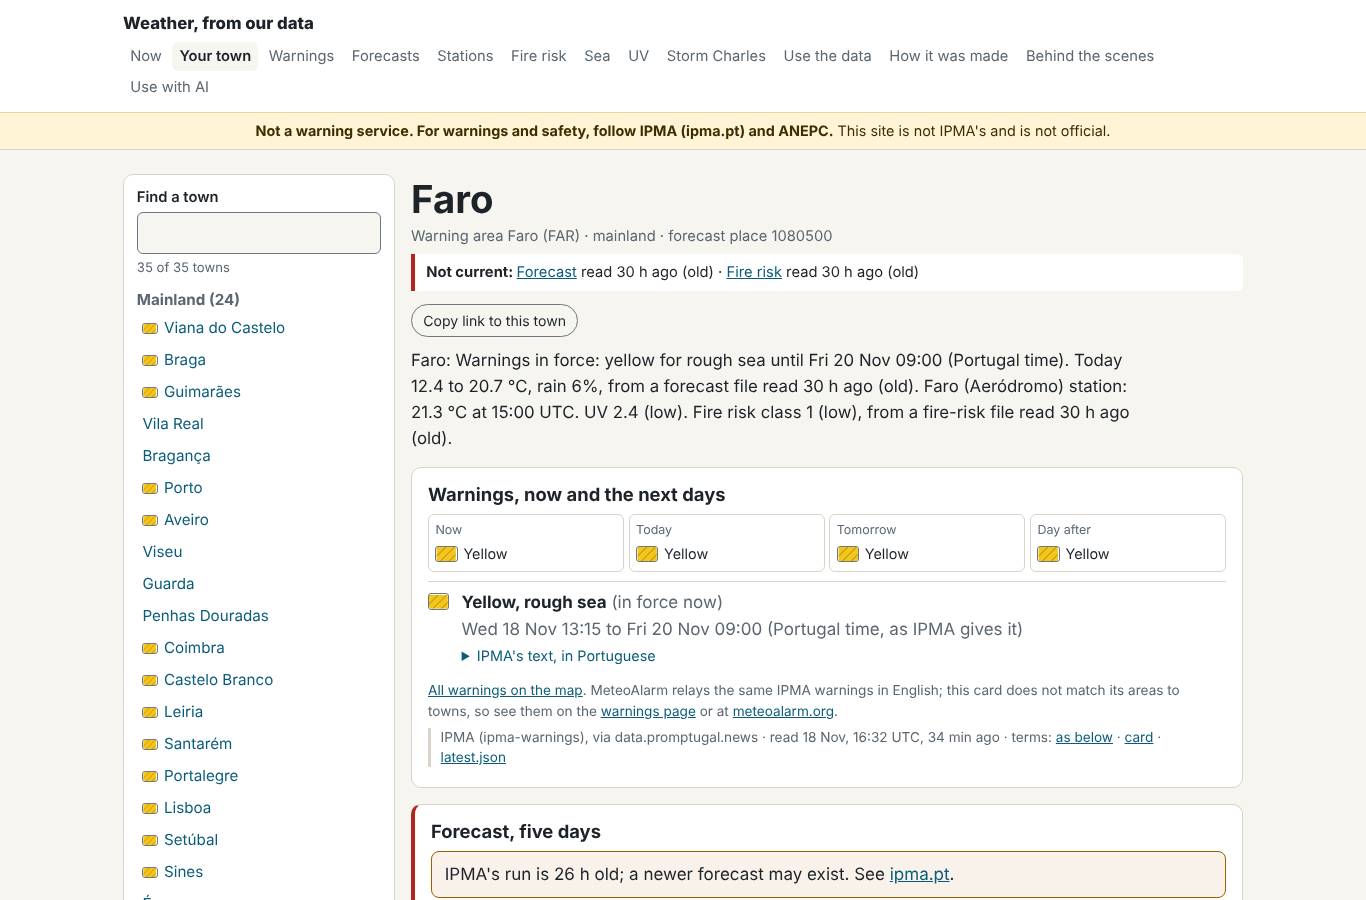 Weather, from our data
Now Your town Warnings Forecasts Stations Fire risk Sea UV Storm Charles Use the data How it was made Behind the scenes
Use with AI
Not a warning service. For warnings and safety, follow IPMA (ipma.pt) and ANEPC. This site is not IPMA's and is not official.
Find a town
35 of 35 towns
Mainland (24)
Viana do Castelo
Braga
Guimarães
Vila Real
Bragança
Porto
Aveiro
Viseu
Guarda
Penhas Douradas
Coimbra
Castelo Branco
Leiria
Santarém
Portalegre
Lisboa
Setúbal
Sines
Faro
Warning area Faro (FAR) · mainland · forecast place 1080500
Not current: Forecast read 30 h ago (old) · Fire risk read 30 h ago (old)
Copy link to this town
Faro: Warnings in force: yellow for rough sea until Fri 20 Nov 09:00 (Portugal time). Today
12.4 to 20.7 °C, rain 6%, from a forecast file read 30 h ago (old). Faro (Aeródromo) station:
21.3 °C at 15:00 UTC. UV 2.4 (low). Fire risk class 1 (low), from a fire-risk file read 30 h ago
(old).
Warnings, now and the next days
Now Today Tomorrow Day after
Yellow Yellow Yellow Yellow
Yellow, rough sea (in force now)
Wed 18 Nov 13:15 to Fri 20 Nov 09:00 (Portugal time, as IPMA gives it)
IPMA's text, in Portuguese
All warnings on the map. MeteoAlarm relays the same IPMA warnings in English; this card does not match its areas to
towns, so see them on the warnings page or at meteoalarm.org.
IPMA (ipma-warnings), via data.promptugal.news · read 18 Nov, 16:32 UTC, 34 min ago · terms: as below · card ·
latest.json
Forecast, five days
IPMA's run is 26 h old; a newer forecast may exist. See ipma.pt.